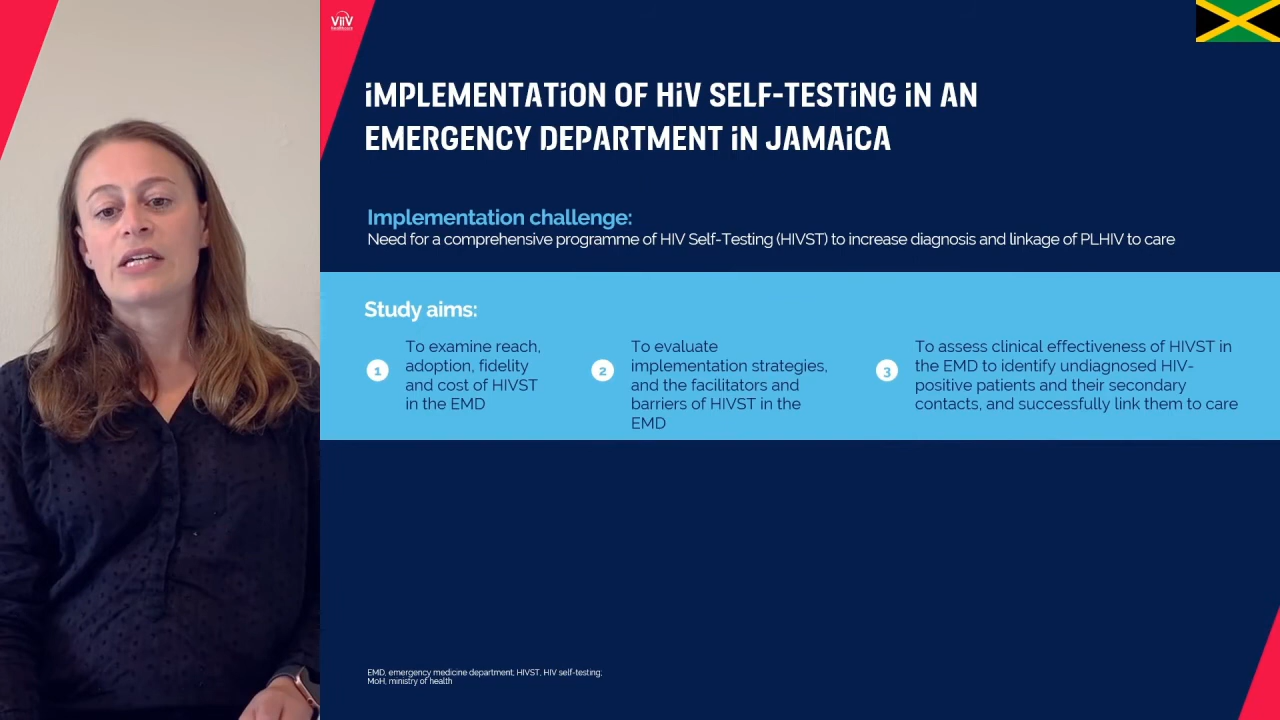 ViiV
Healthcare
iMPLEMENTATiON OF HiV SELF-TESTiNG iN AN
EMERGENCY DEPARTMENT iN JAMAiCA
Implementation challenge:
Need for a comprehensive programme of HIV Self-Testing (HIVST) to increase diagnosis and linkage of PLHIV to care
Study aims:
1
To examine reach,
adoption, fidelity
and cost of HIVST
in the EMD
2
To evaluate
implementation strategies,
and the facilitators and
barriers of HIVST in the
EMD
3
To assess clinical effectiveness of HIVST in
the EMD to identify undiagnosed HIV-
positive patients and their secondary
contacts, and successfully link them to care
EMD, emergency medicine department; HIVST, HIV self-testing;
MoH, ministry of health